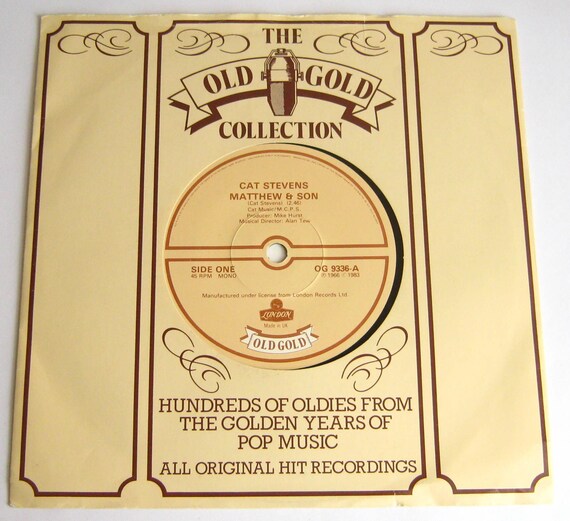 THE
OLD GOLD
COLLECTION
CAT STEVENS
MATTHEW & SON
(Cat Stevens). (2.46)
Cat Music/M.C.P.S.
Producer: Mike Hurst
Musical Director: Alan Tew
SIDE ONE
45 RPM MONO
OG 9336-A
℗ 1966 © 1983
Manufactured under license from London Records Ltd.
LONDON
Made in UK
OLD GOLD
HUNDREDS OF OLDIES FROM
THE GOLDEN YEARS OF
POP MUSIC
ALL ORIGINAL HIT RECORDINGS